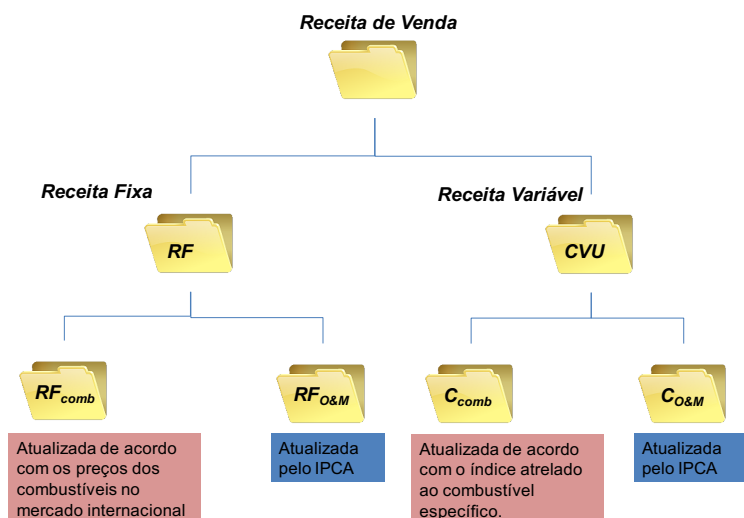 Receita de Venda
Receita Fixa
Receita Variável
RF
CVU
RFcomb
RFO&M
Ccomb
CO&M
Atualizada de acordo
com os preços dos
combustíveis no
mercado internacional
Atualizada
pelo IPCA
Atualizada de acordo
com o índice atrelado
ao combustível
específico.
Atualizada
pelo IPCA